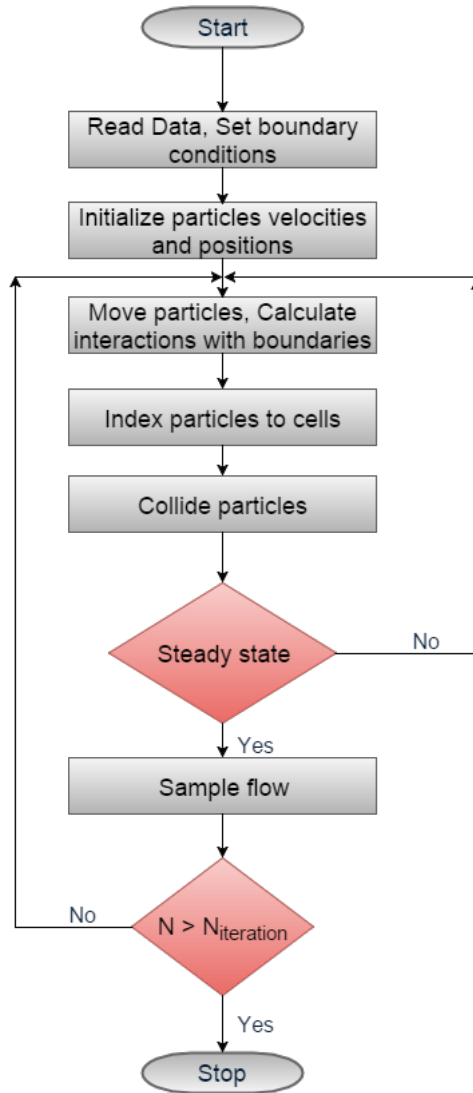 Start
Read Data, Set boundary
conditions
Initialize particles velocities
and positions
Move particles, Calculate
interactions with boundaries
Index particles to cells
Collide particles
Steady state
No
Yes
Sample flow
No
N > Niteration
Yes
Stop